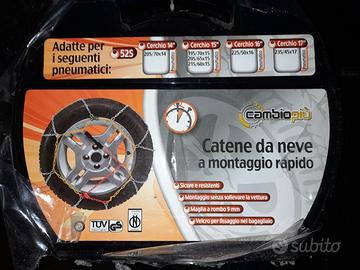 Adatte per i
i seguenti
pneumatici:
525
Cerchio 14"
205/70x14
Cerchio 15"
195/70x15
205/65x15
215/60x15
Cerchio 16"
225/50x16
Cerchio 17"
235/45x17
cambiopiù
Catene da neve
a montaggio rapido
Sicure e resistenti
Montaggio senza sollevare la vettura
Maglia a rombo 9 mm
Velcro per fissaggio nel bagagliaio
TÜV GS
subito